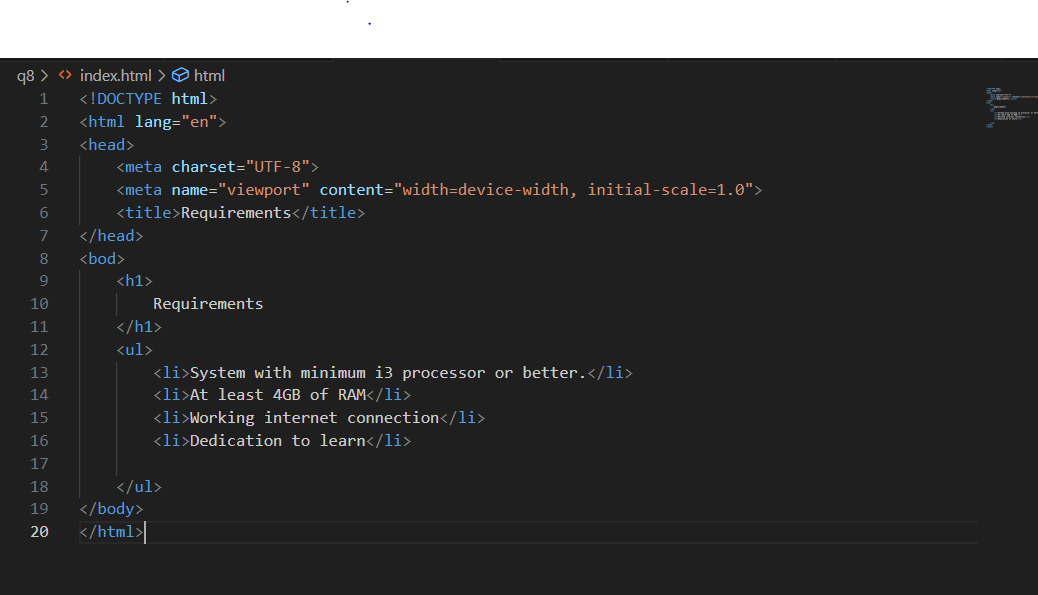 q8 > <> index.html > html
1 <!DOCTYPE html>
2 <html lang="en">
3 <head>
4     <meta charset="UTF-8">
5     <meta name="viewport" content="width=device-width, initial-scale=1.0">
6     <title>Requirements</title>
7 </head>
8 <bod>
9     <h1>
10         Requirements
11     </h1>
12     <ul>
13         <li>System with minimum i3 processor or better.</li>
14         <li>At least 4GB of RAM</li>
15         <li>Working internet connection</li>
16         <li>Dedication to learn</li>
17
18     </ul>
19 </body>
20 </html>